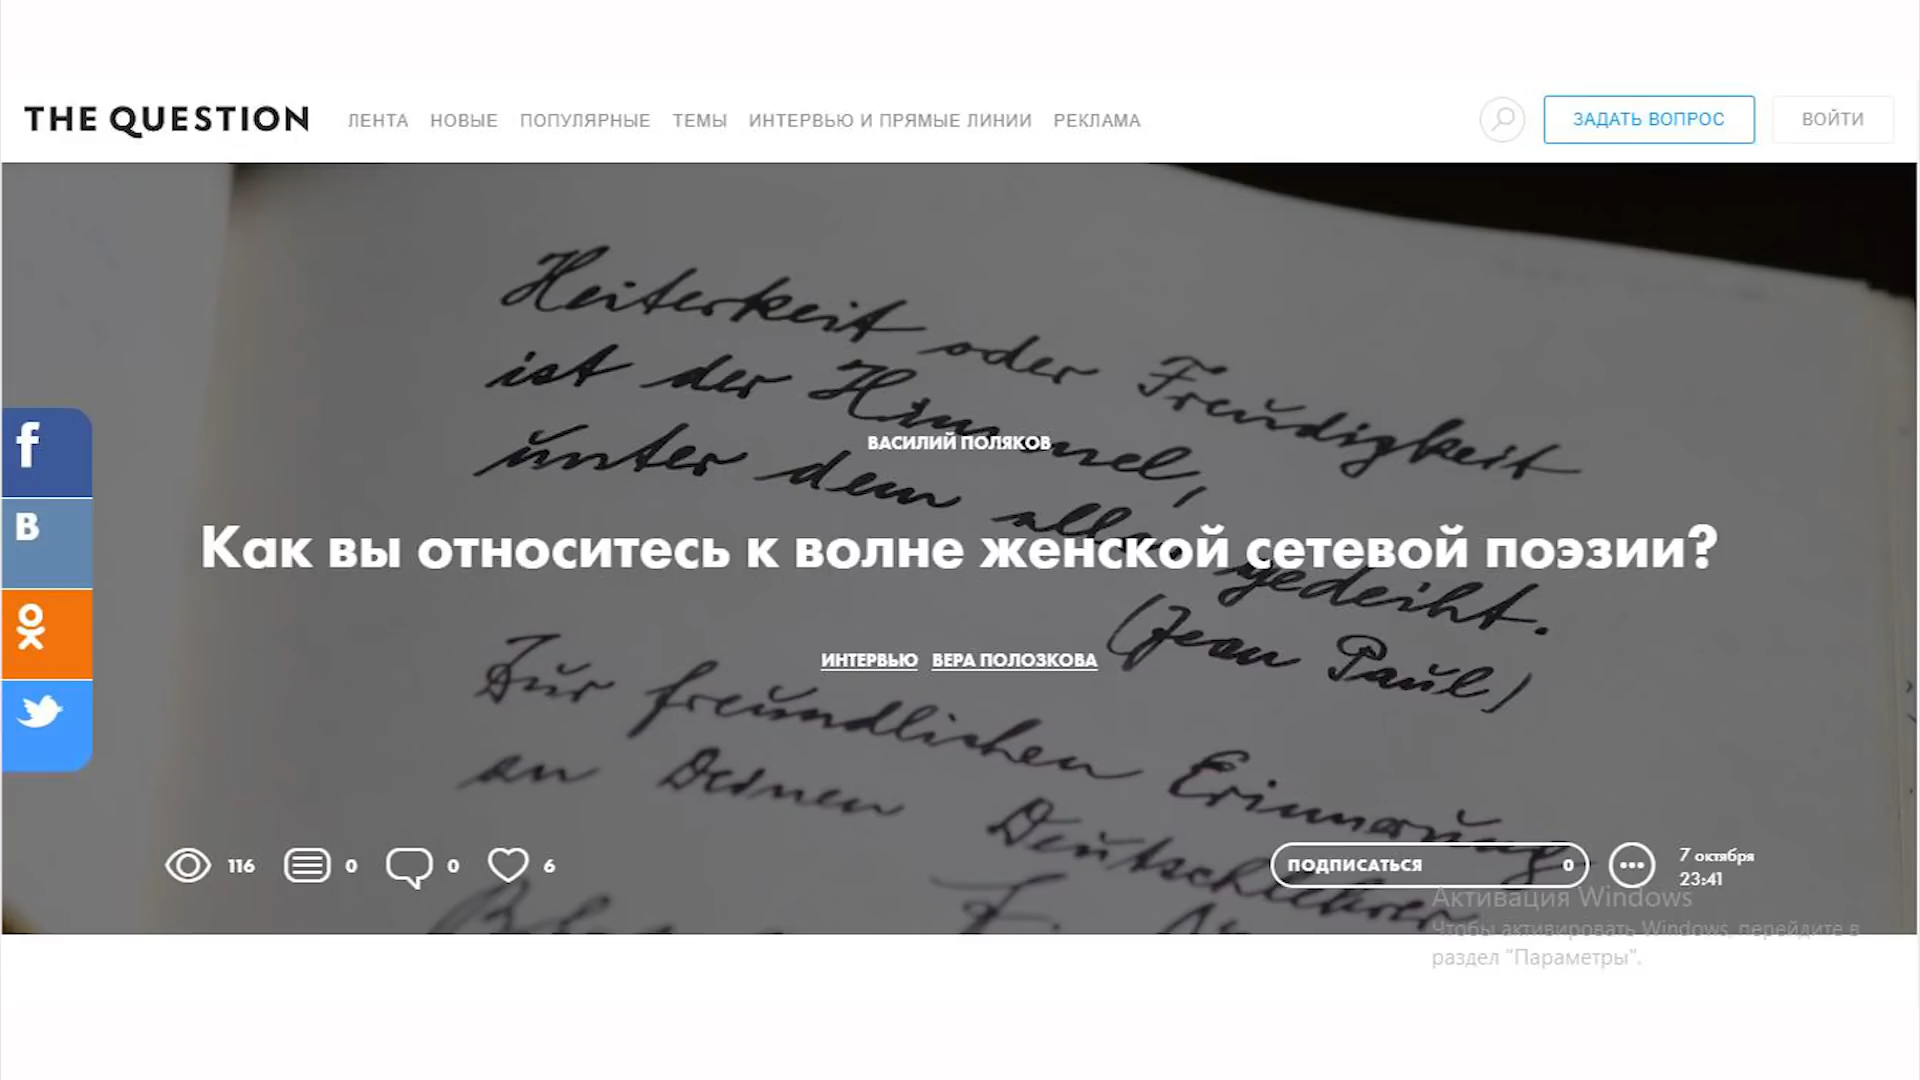 THE QUESTION
ЛЕНТА НОВЫЕ ПОПУЛЯРНЫЕ ТЕМЫ ИНТЕРВЬЮ И ПРЯМЫЕ ЛИНИИ РЕКЛАМА
ЗАДАТЬ ВОПРОС
ВОЙТИ
Heiterkeit oder Freudigkeit
ist der Himmel,
unter dem alles gedeiht.
(Jean Paul)
ВАСИЛИЙ ПОЛЯКОВ
Как вы относитесь к волне женской сетевой поэзии?
ИНТЕРВЬЮ ВЕРА ПОЛОЗКОВА
Zur freundlichen Erinnerung
an Deinen Deutschlehrer
f
B
116 0 0 6
ПОДПИСАТЬСЯ 0
7 октября
23:41
Активация Windows
Чтобы активировать Windows, перейдите в
раздел "Параметры".